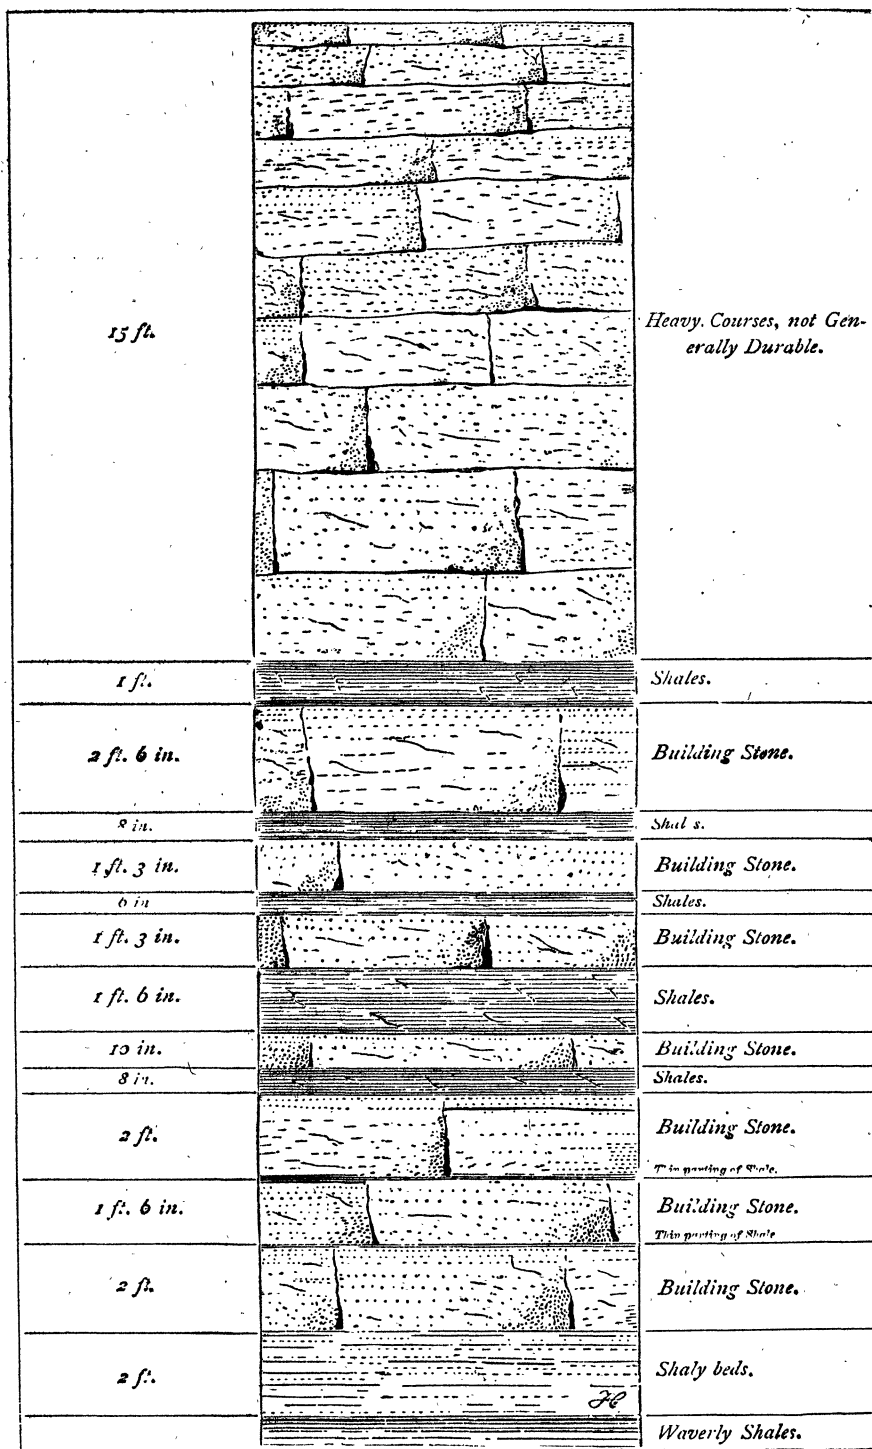 15 ft.
Heavy Courses, not Gen-
erally Durable.
1 ft.
Shales.
2 ft. 6 in.
Building Stone.
8 in.
Shal s.
1 ft. 3 in.
Building Stone.
6 in
Shales.
1 ft. 3 in.
Building Stone.
1 ft. 6 in.
Shales.
10 in.
Building Stone.
8 in.
Shales.
2 ft.
Building Stone.
Thin parting of Shale.
1 ft. 6 in.
Building Stone.
Thin parting of Shale
2 ft.
Building Stone.
2 ft.
Shaly beds.
Waverly Shales.